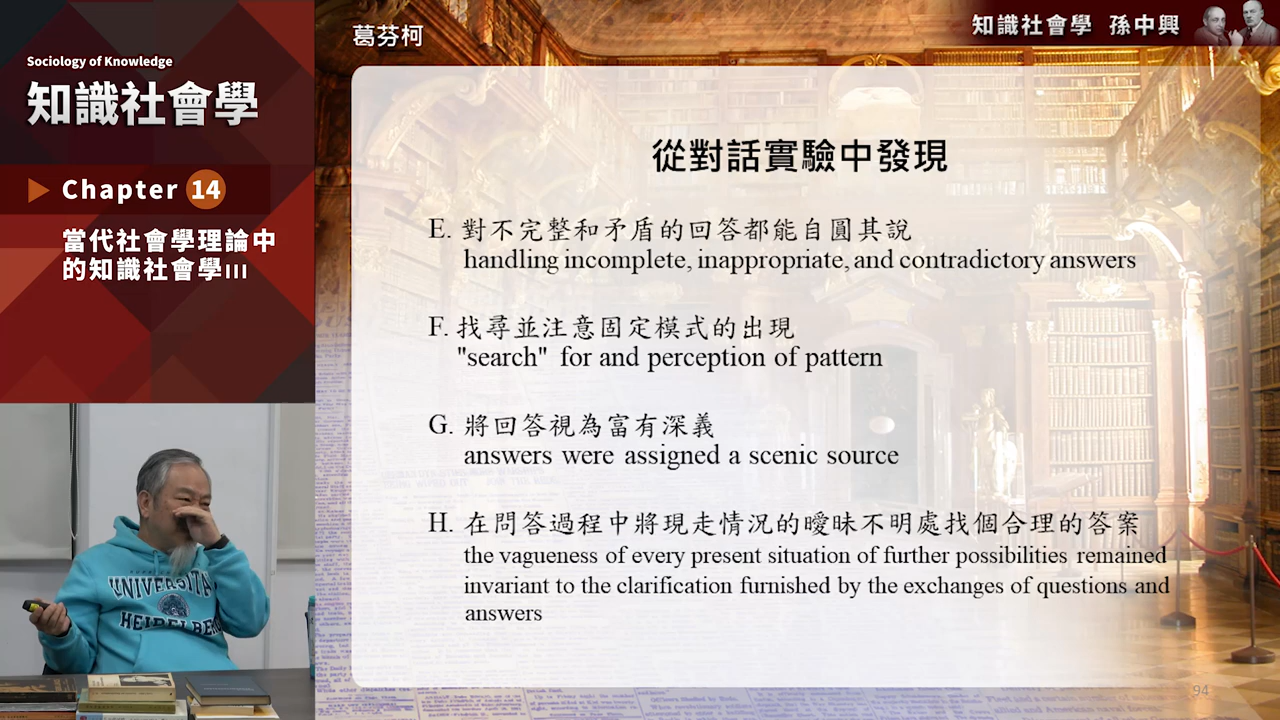 Sociology of Knowledge
知識社會學
Chapter 14
當代社會學理論中
的知識社會學III
葛芬柯
知識社會學 孫中興
從對話實驗中發現
E. 對不完整和矛盾的回答都能自圓其說
handling incomplete, inappropriate, and contradictory answers
F. 找尋並注意固定模式的出現
"search" for and perception of pattern
G. 將回答視為富有深義
answers were assigned a scenic source
H. 在問答過程中將現走情況的曖昧不明處找個合理的答案
the vagueness of every present situation of further possibilities remained
invariant to the clarification furnished by the exchanges of questions and
answers
94
UNIVERSITA
HEIDELBER